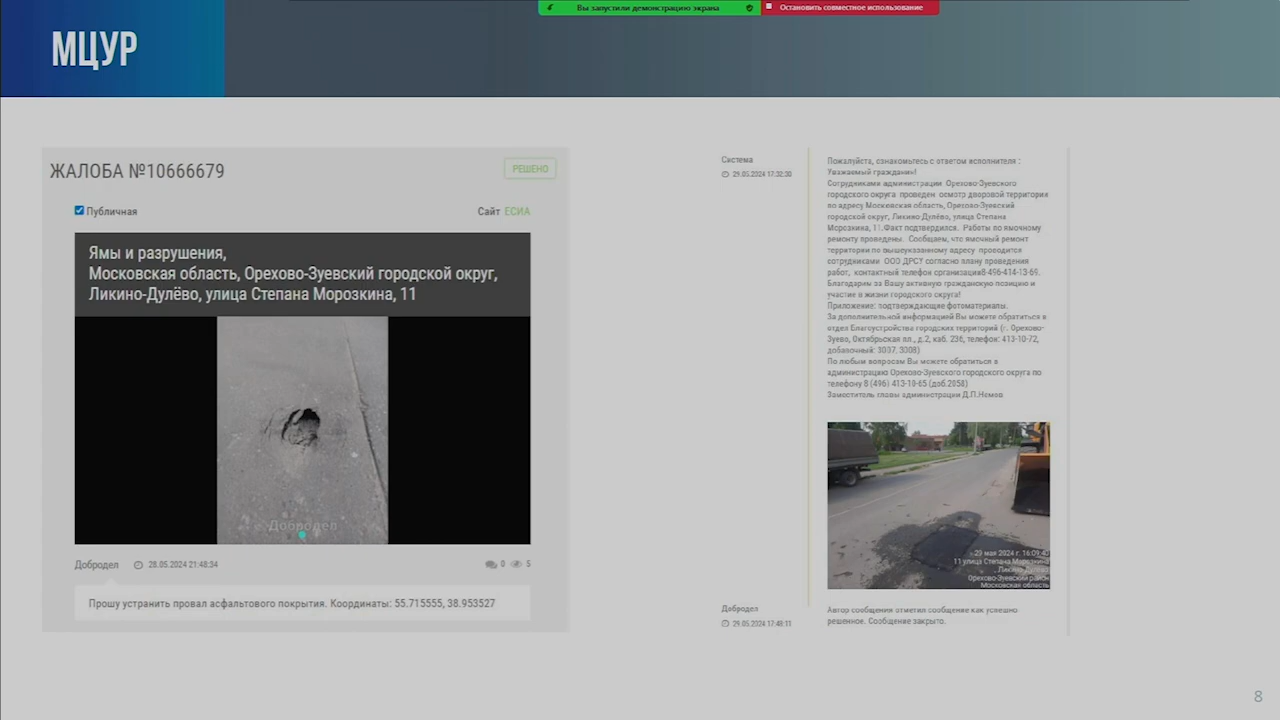 Вы запустили демонстрацию экрана
Остановить совместное использование
МЦУР
ЖАЛОБА №10666679
РЕШЕНО
Публичная
Сайт ЕСИА
Ямы и разрушения,
Московская область, Орехово-Зуевский городской округ,
Ликино-Дулёво, улица Степана Морозкина, 11
Добродел
Добродел
28.05.2024 21:48:54
0
5
Прошу устранить провал асфальтового покрытия. Координаты: 55.715555, 38.953527
Система
29.05.2024 17:32:30
Пожалуйста, ознакомьтесь с ответом исполнителя :
Уважаемый гражданин!
Сотрудниками администрации Орехово-Зуевского
городского округа проведен осмотр дворовой территории
по адресу Московская область, Орехово-Зуевский
городской округ, Ликино-Дулёво, улица Степана
Морозкина, 11.Факт подтвердился. Работы по ямочному
ремонту проведены. Сообщаем, что ямочный ремонт
территории по вышеуказанному адресу проводится
сотрудниками ООО ДРСУ согласно плану проведения
работ, контактный телефон организации8-496-414-13-69.
Благодарим за Вашу активную гражданскую позицию и
участие в жизни городского округа!
Приложение: подтверждающие фотоматериалы.
За дополнительной информацией Вы можете обратиться в
отдел Благоустройства городских территорий (г. Орехово-
Зуево, Октябрьская пл., д.2, каб. 236, телефон: 413-10-72,
добавочный: 3007, 3008)
По любым вопросам Вы можете обратиться в
администрацию Орехово-Зуевского городского округа по
телефону 8 (496) 413-10-65 (доб.2058)
Заместитель главы администрации Д.П.Немов
29 мая 2024 г. 16:09:40
11 улица Степана Морозкина
Ликино-Дулёво
Орехово-Зуевский район
Московская область
Добродел
29.05.2024 17:48:11
Автор сообщения отметил сообщение как успешно
решенное. Сообщение закрыто.
8